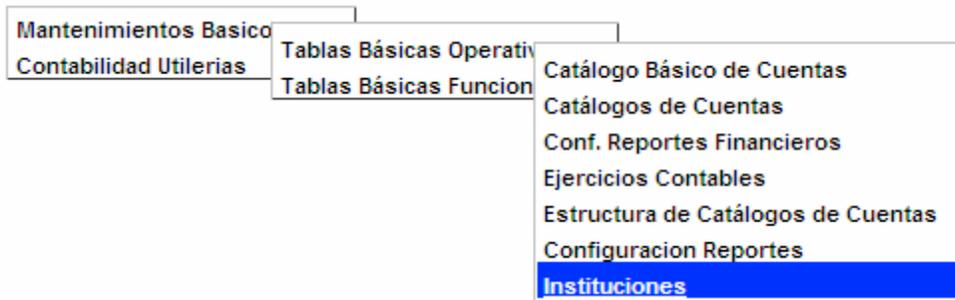 Mantenimientos Basico
Contabilidad Utilerias
Tablas Básicas Operativ
Tablas Básicas Funcion
Catálogo Básico de Cuentas
Catálogos de Cuentas
Conf. Reportes Financieros
Ejercicios Contables
Estructura de Catálogos de Cuentas
Configuracion Reportes
Instituciones